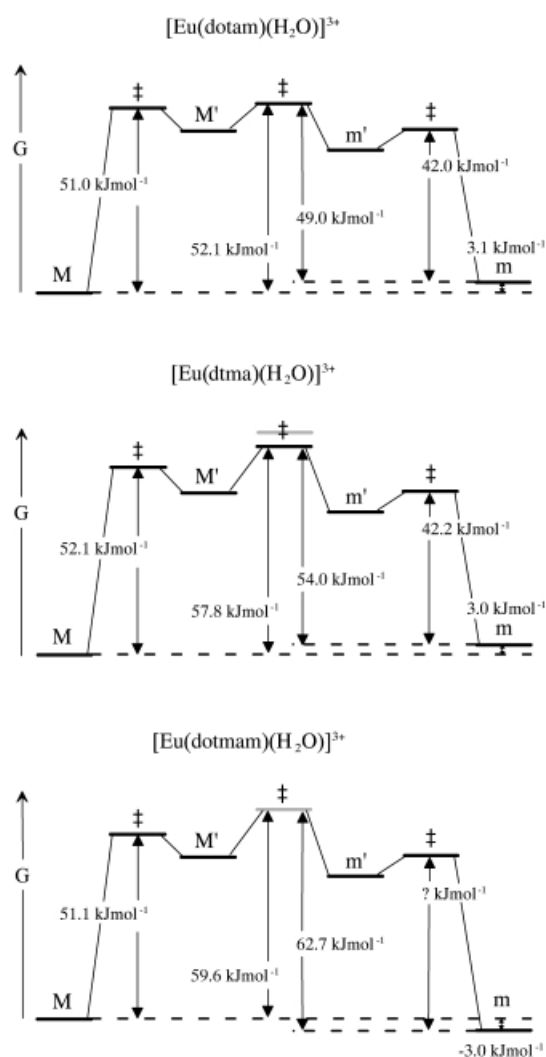 [Eu(dotam)(H₂O)]³⁺
‡ M' ‡ m' ‡
G
51.0 kJmol⁻¹
42.0 kJmol⁻¹
49.0 kJmol⁻¹
52.1 kJmol⁻¹
3.1 kJmol⁻¹
M
m
[Eu(dtma)(H₂O)]³⁺
‡ M' ‡ m' ‡
G
52.1 kJmol⁻¹
42.2 kJmol⁻¹
54.0 kJmol⁻¹
57.8 kJmol⁻¹
3.0 kJmol⁻¹
M
m
[Eu(dotmam)(H₂O)]³⁺
‡ M' ‡ m' ‡
G
51.1 kJmol⁻¹
? kJmol⁻¹
62.7 kJmol⁻¹
59.6 kJmol⁻¹
M
m
-3.0 kJmol⁻¹